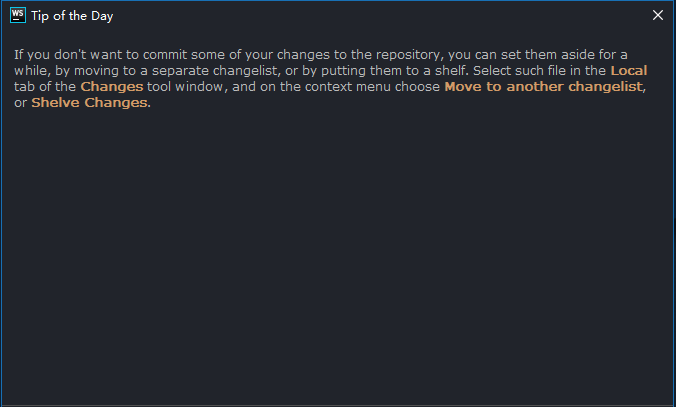 WS Tip of the Day
If you don't want to commit some of your changes to the repository, you can set them aside for a
while, by moving to a separate changelist, or by putting them to a shelf. Select such file in the Local
tab of the Changes tool window, and on the context menu choose Move to another changelist,
or Shelve Changes.